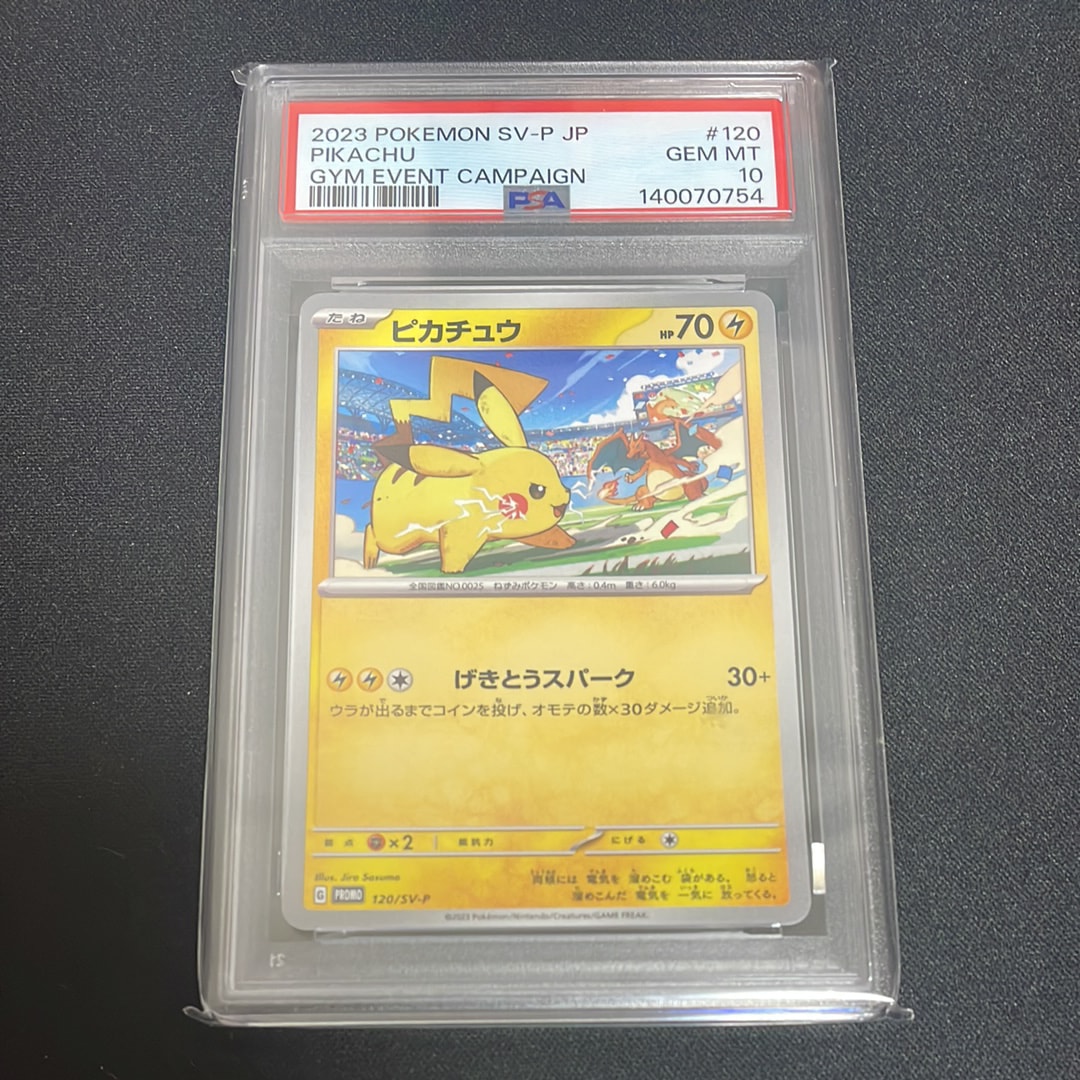 2023 POKEMON SV-P JP #120
PIKACHU GEM MT
GYM EVENT CAMPAIGN 10
PSA 140070754
たね ピカチュウ HP70
全国図鑑NO.0025 ねずみポケモン 高さ:0.4m 重さ:6.0kg
げきとうスパーク 30+
ウラが出るまでコインを投げ、オモテの数×30ダメージ追加。
弱点 ×2 抵抗力 にげる
Illus. Jiro Sasumo
両頬には 電気を 溜めこむ 袋がある。 怒ると
溜めこんだ 電気を 一気に 放ってくる。
G PROMO 120/SV-P
©2023 Pokémon/Nintendo/Creatures/GAME FREAK.
21